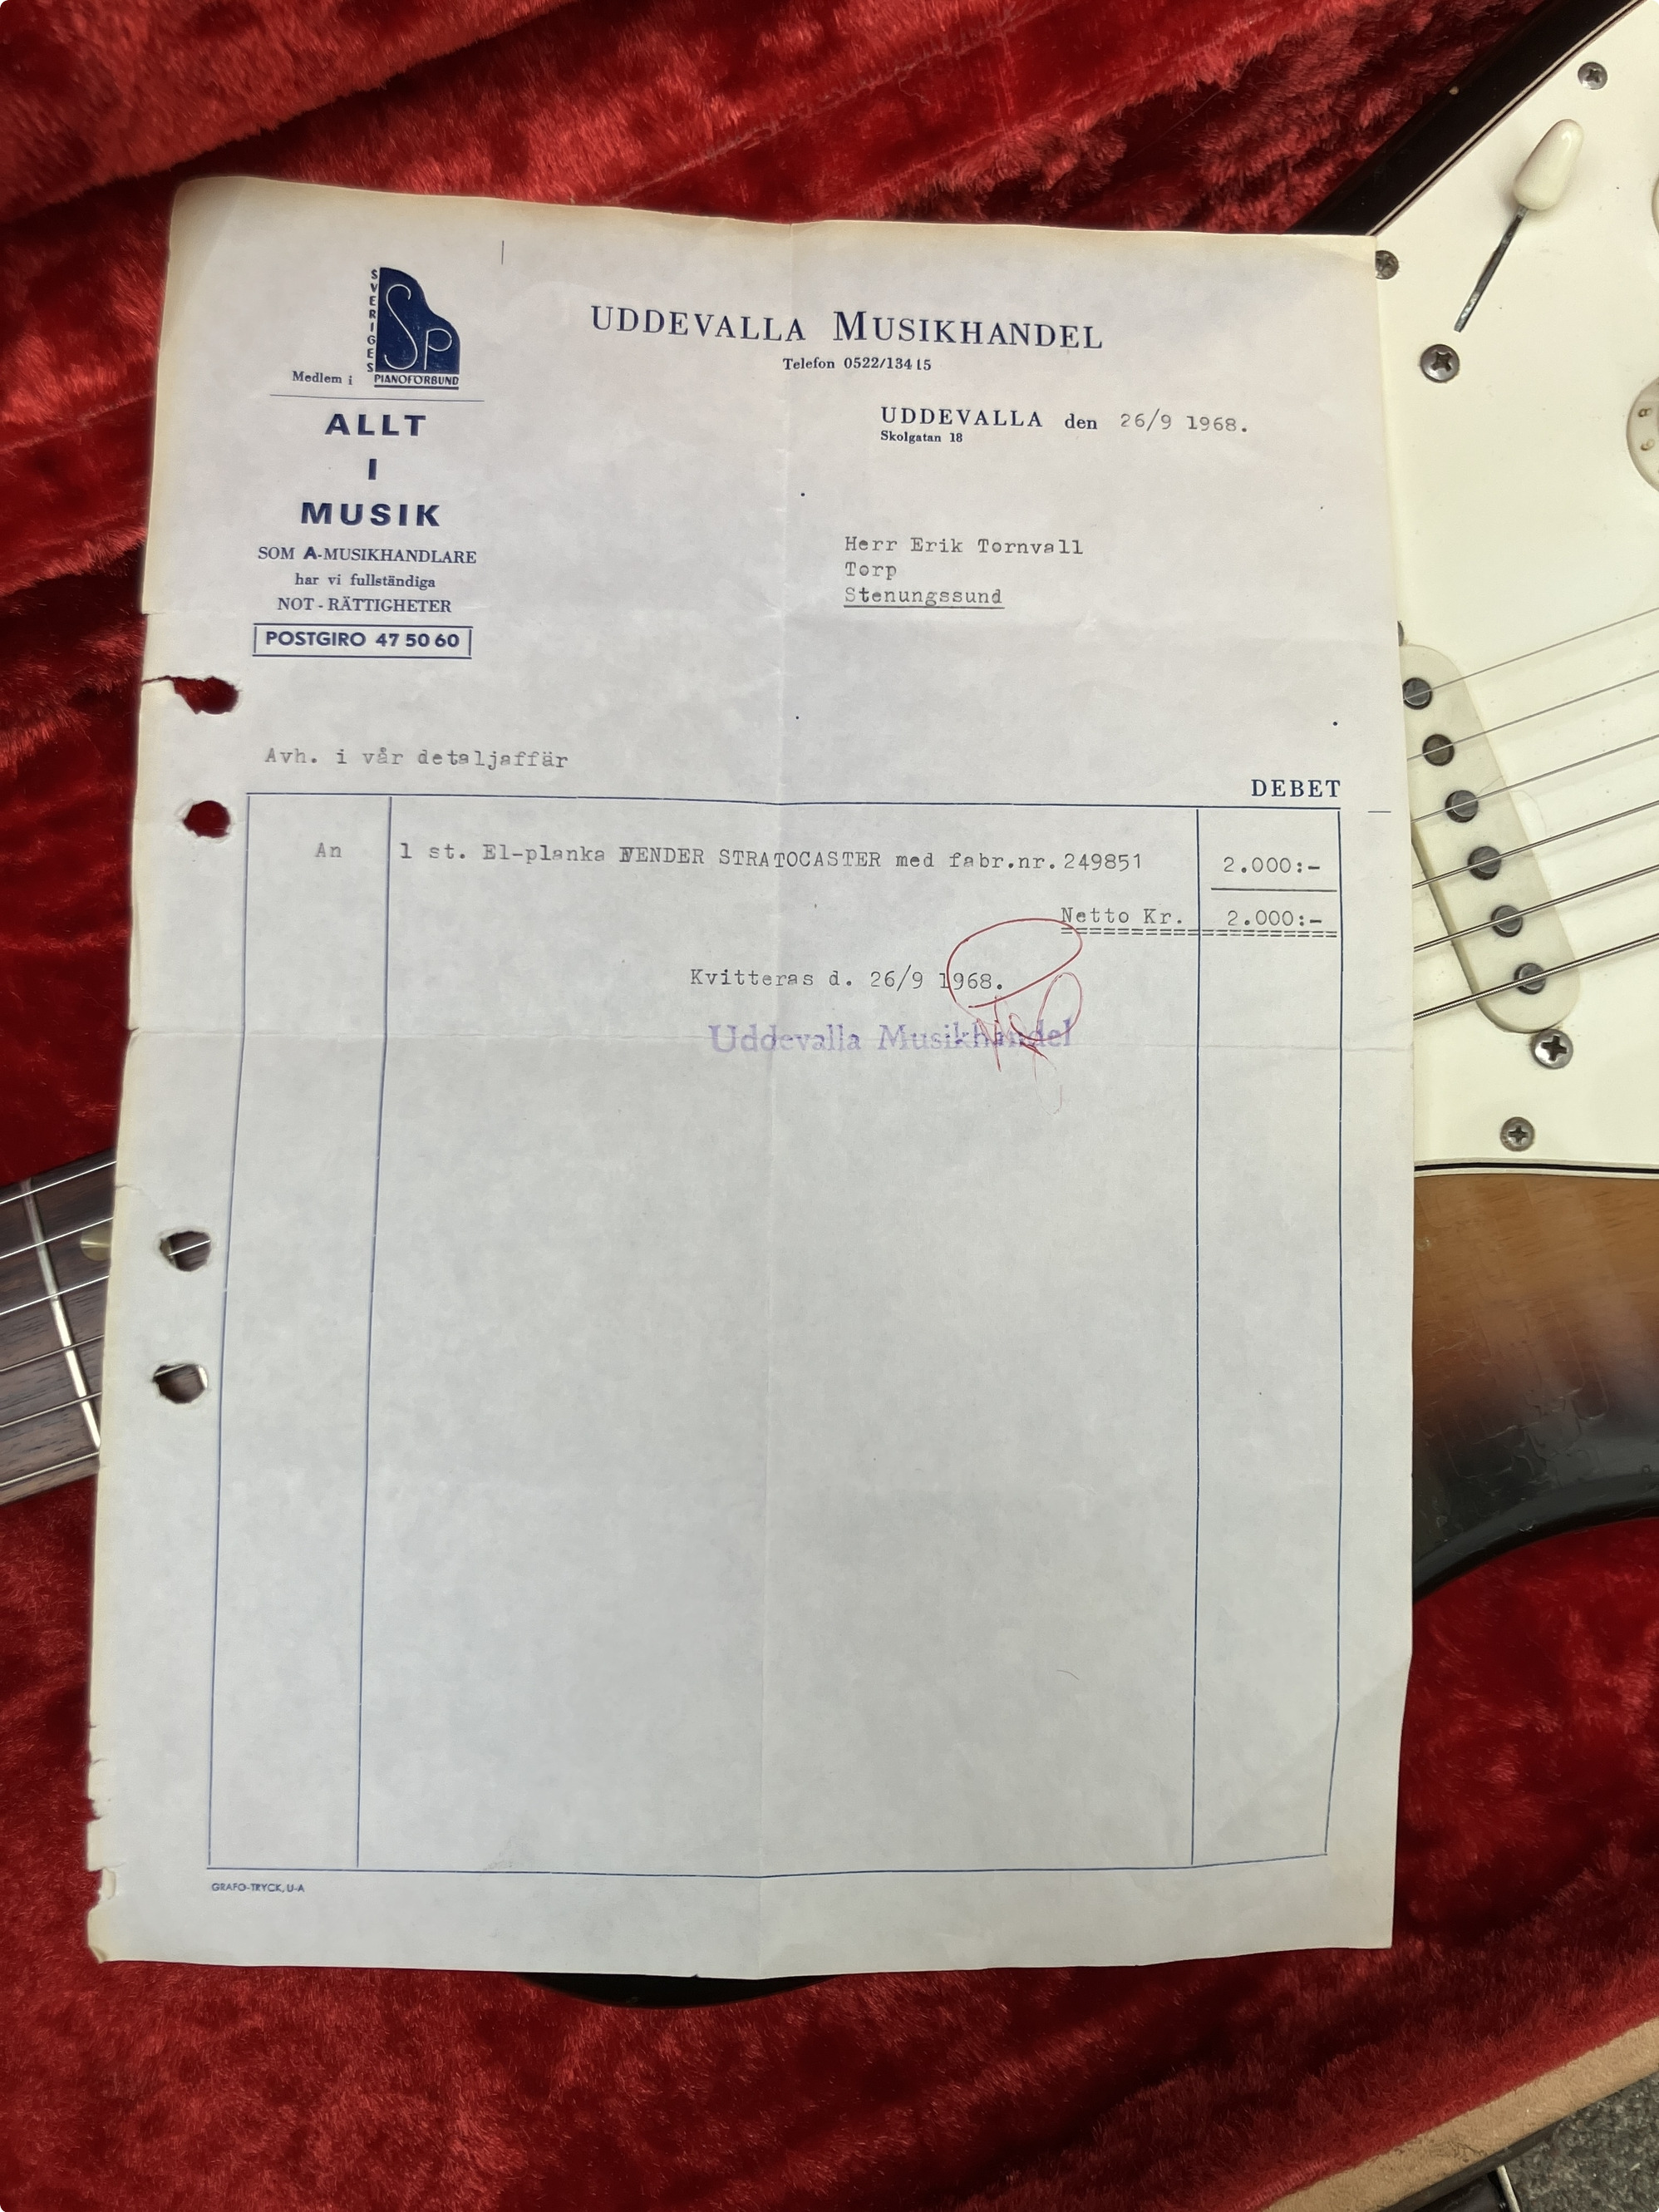 SVERIGES
SP
Medlem i PIANOFÖRBUND
ALLT
I
MUSIK
SOM A-MUSIKHANDLARE
har vi fullständiga
NOT-RÄTTIGHETER
POSTGIRO 47 50 60
UDDEVALLA MUSIKHANDEL
Telefon 0522/13415
UDDEVALLA den 26/9 1968.
Skolgatan 18
Herr Erik Tornvall
Torp
Stenungssund
Avh. i vår detaljaffär
DEBET
An 1 st. El-planka FENDER STRATOCASTER med fabr.nr.249851 2.000:-
Netto Kr. 2.000:-
Kvitteras d. 26/9 1968.
Uddevalla Musikhandel
GRAFO-TRYCK, U-A
8
6